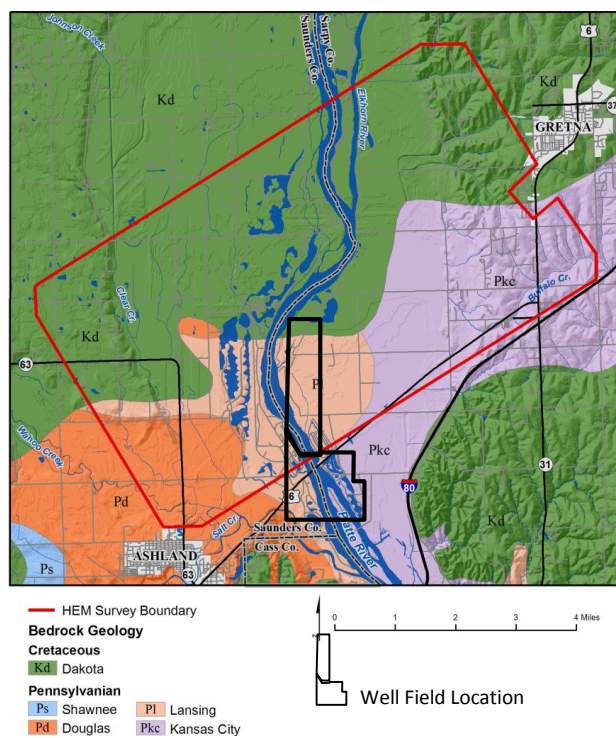 Johnson Creek
Saunders Co.
Sarpy Co.
Elkhorn River
6
Kd
Kd
37
GRETNA
Clear Cr.
Pkc
Buffalo Cr.
Kd
63
Pl
Wahoo Creek
Pkc
Pd
6
80
31
Kd
Salt Cr.
Platte River
Saunders Co.
Cass Co.
ASHLAND
Ps
63
HEM Survey Boundary
Bedrock Geology
Cretaceous
Kd Dakota
Pennsylvanian
Ps Shawnee
Pl Lansing
Pd Douglas
Pkc Kansas City
N
0 1 2 3 4 Miles
Well Field Location